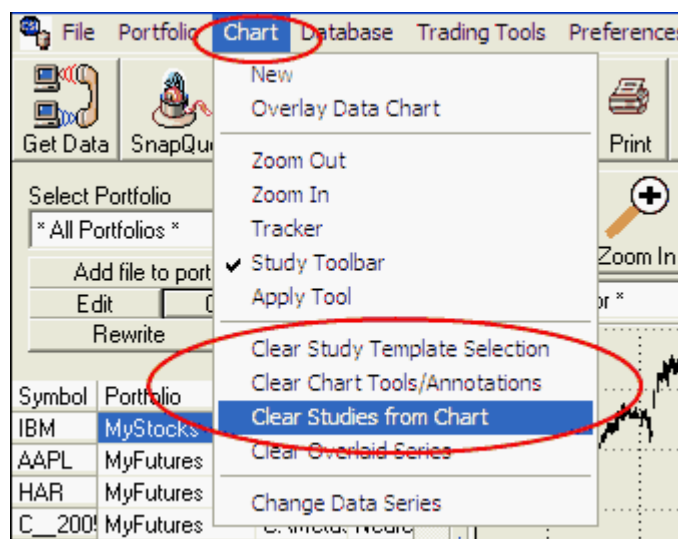 File Portfolio Chart Database Trading Tools Preferences
New
Overlay Data Chart
Get Data SnapQu Print
Zoom Out
Select Portfolio Zoom In
* All Portfolios * Tracker
Study Toolbar Zoom In
Add file to port
Edit Apply Tool or *
Rewrite
Clear Study Template Selection
Clear Chart Tools/Annotations
Symbol Portfolio
Clear Studies from Chart
IBM MyStocks
Clear Overlaid Series
AAPL MyFutures
HAR MyFutures
Change Data Series
C__2005 MyFutures